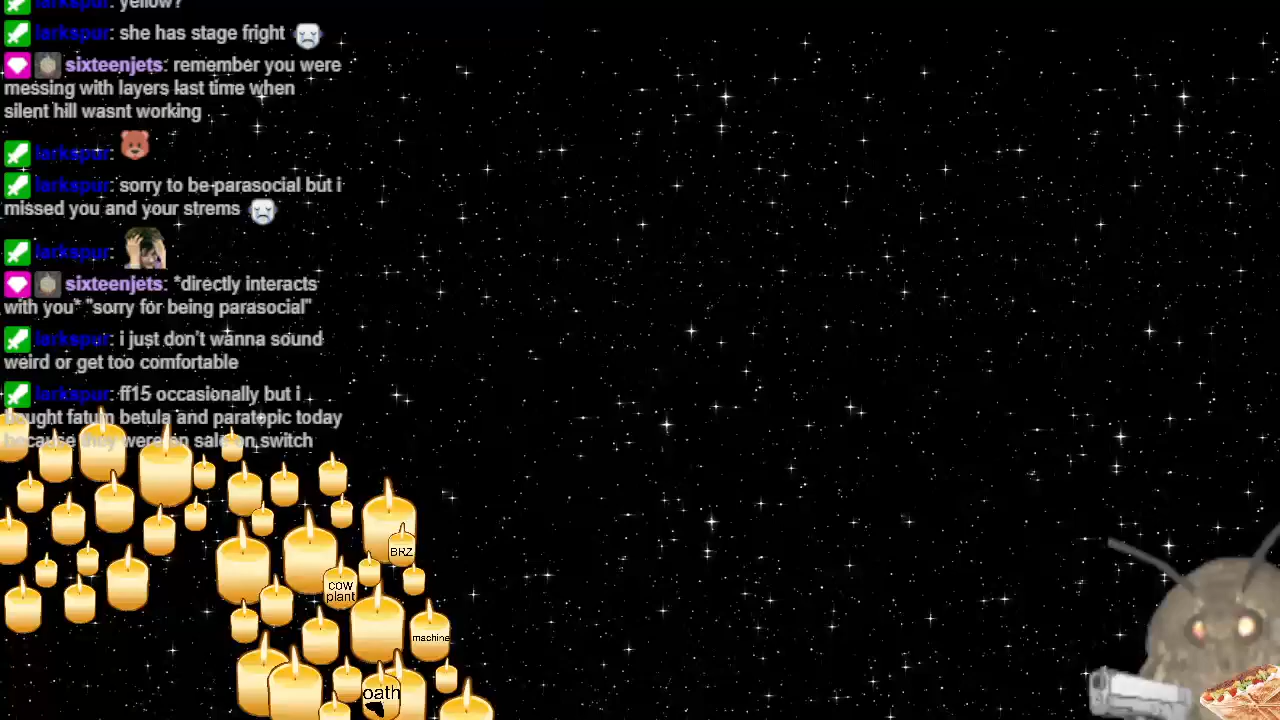 larkspur: yellow?
larkspur: she has stage fright
sixteenjets: remember you were
messing with layers last time when
silent hill wasnt working
larkspur:
larkspur: sorry to be parasocial but i
missed you and your strems
larkspur:
sixteenjets: *directly interacts
with you* "sorry for being parasocial"
larkspur: i just don't wanna sound
weird or get too comfortable
larkspur: ff15 occasionally but i
bought fatum betula and paratopic today
because they were on sale on switch
BRZ
cow
plant
machine
oath